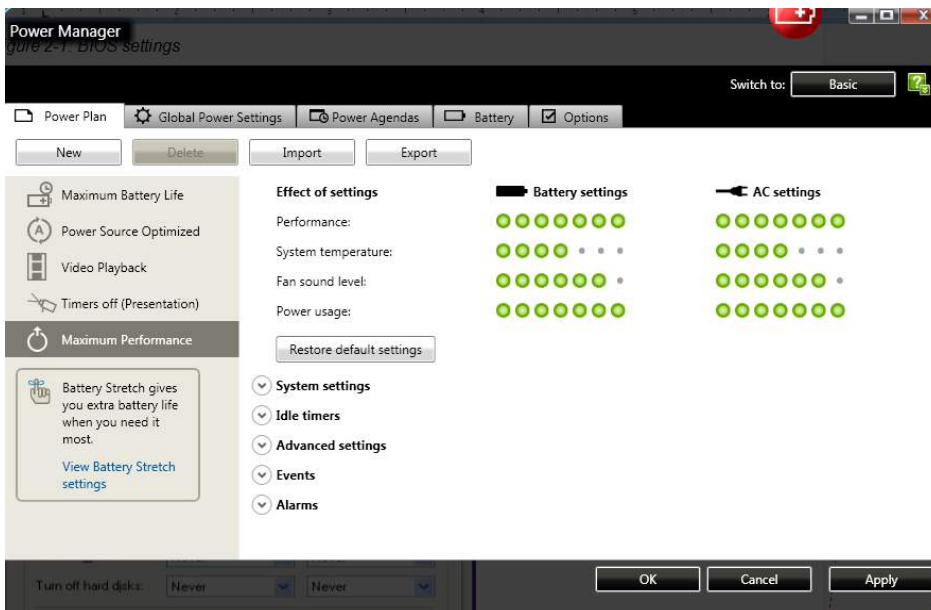 Power Manager
gure 2-1. BIOS settings
Switch to: Basic
Power Plan Global Power Settings Power Agendas Battery Options
New Delete Import Export
Maximum Battery Life
Power Source Optimized
Video Playback
Timers off (Presentation)
Maximum Performance
Battery Stretch gives
you extra battery life
when you need it
most.
View Battery Stretch
settings
Effect of settings Battery settings AC settings
Performance:
System temperature:
Fan sound level:
Power usage:
Restore default settings
System settings
Idle timers
Advanced settings
Events
Alarms
Turn off hard disks: Never Never
OK Cancel Apply